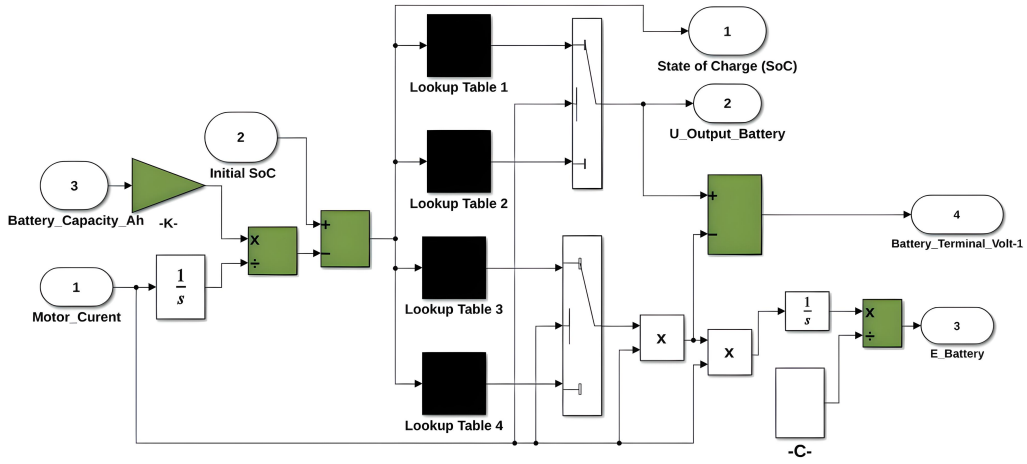 1
State of Charge (SoC)
Lookup Table 1
2
U_Output_Battery
2
Initial SoC
Lookup Table 2
3
Battery_Capacity_Ah
-K-
+
-
4
Battery_Terminal_Volt-1
x
÷
+
-
1
Motor_Curent
1
s
Lookup Table 3
x
x
1
s
x
÷
3
E_Battery
Lookup Table 4
-C-